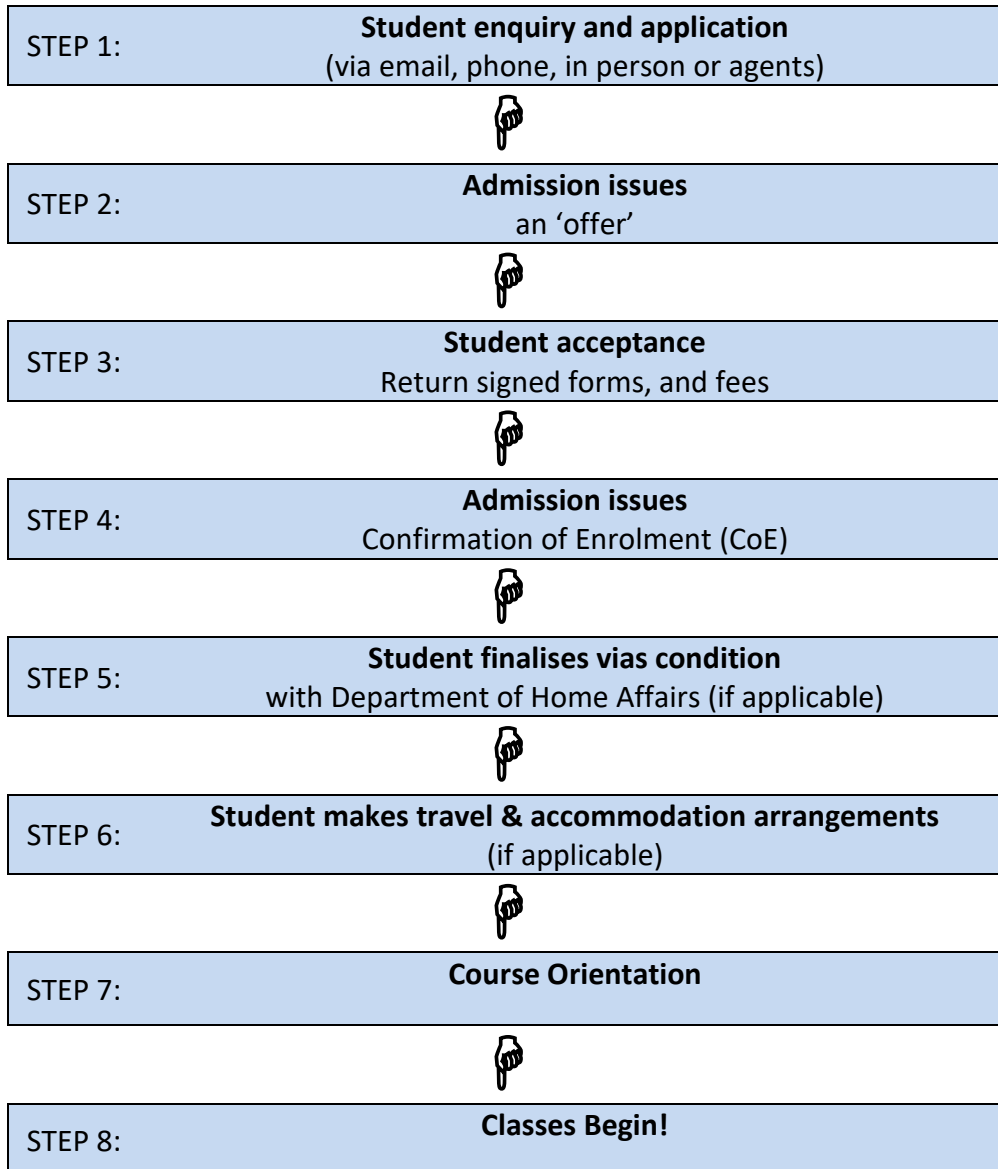 STEP 1:
Student enquiry and application
(via email, phone, in person or agents)
STEP 2:
Admission issues
an ‘offer’
STEP 3:
Student acceptance
Return signed forms, and fees
STEP 4:
Admission issues
Confirmation of Enrolment (CoE)
STEP 5:
Student finalises vias condition
with Department of Home Affairs (if applicable)
STEP 6:
Student makes travel & accommodation arrangements
(if applicable)
STEP 7:
Course Orientation
STEP 8:
Classes Begin!